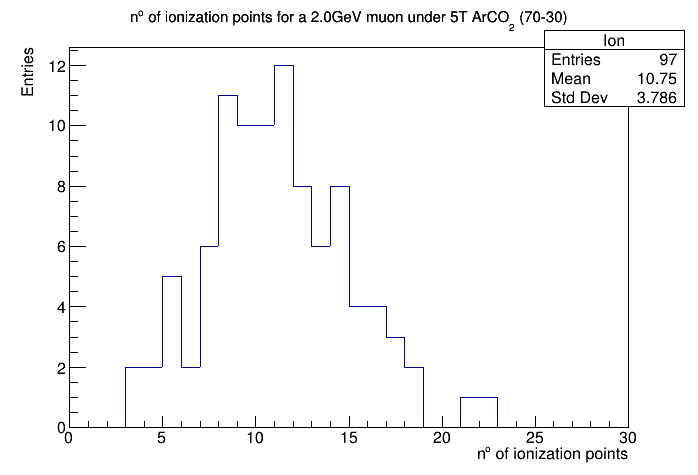 nº of ionization points for a 2.0GeV muon under 5T ArCO2 (70-30)
Ion
Entries 97
Mean 10.75
Std Dev 3.786
Entries
12
10
8
6
4
2
0
0 5 10 15 20 25 30
nº of ionization points